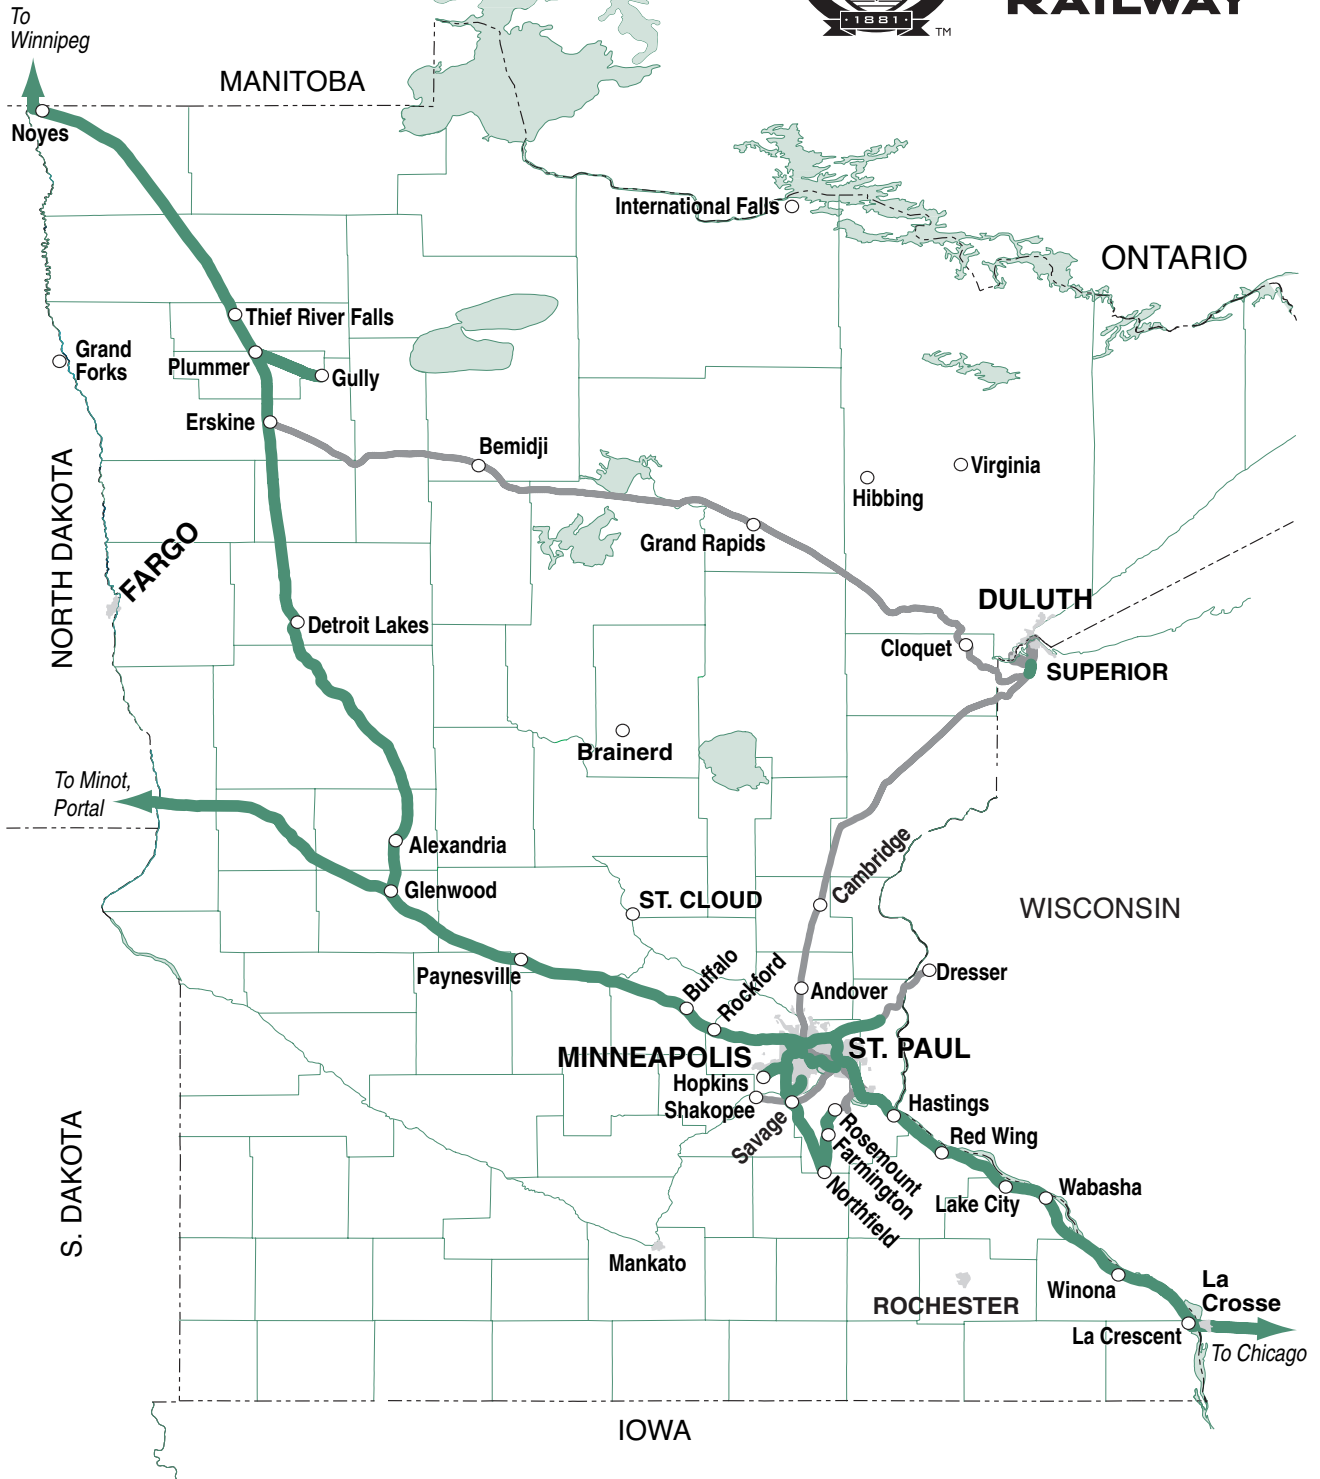 To
Winnipeg
· 1881 ·
TM
RAILWAY
MANITOBA
Noyes
International Falls
ONTARIO
Thief River Falls
Grand
Forks
Plummer
Gully
Erskine
Bemidji
Virginia
Hibbing
Grand Rapids
NORTH DAKOTA
FARGO
DULUTH
Detroit Lakes
Cloquet
SUPERIOR
Brainerd
To Minot,
Portal
Alexandria
Cambridge
Glenwood
ST. CLOUD
WISCONSIN
Paynesville
Buffalo
Rockford
Dresser
Andover
MINNEAPOLIS
ST. PAUL
Hopkins
Shakopee
Savage
Hastings
Rosemount
Farmington
Northfield
Red Wing
Lake City
Wabasha
S. DAKOTA
Mankato
Winona
ROCHESTER
La
Crosse
La Crescent
To Chicago
IOWA